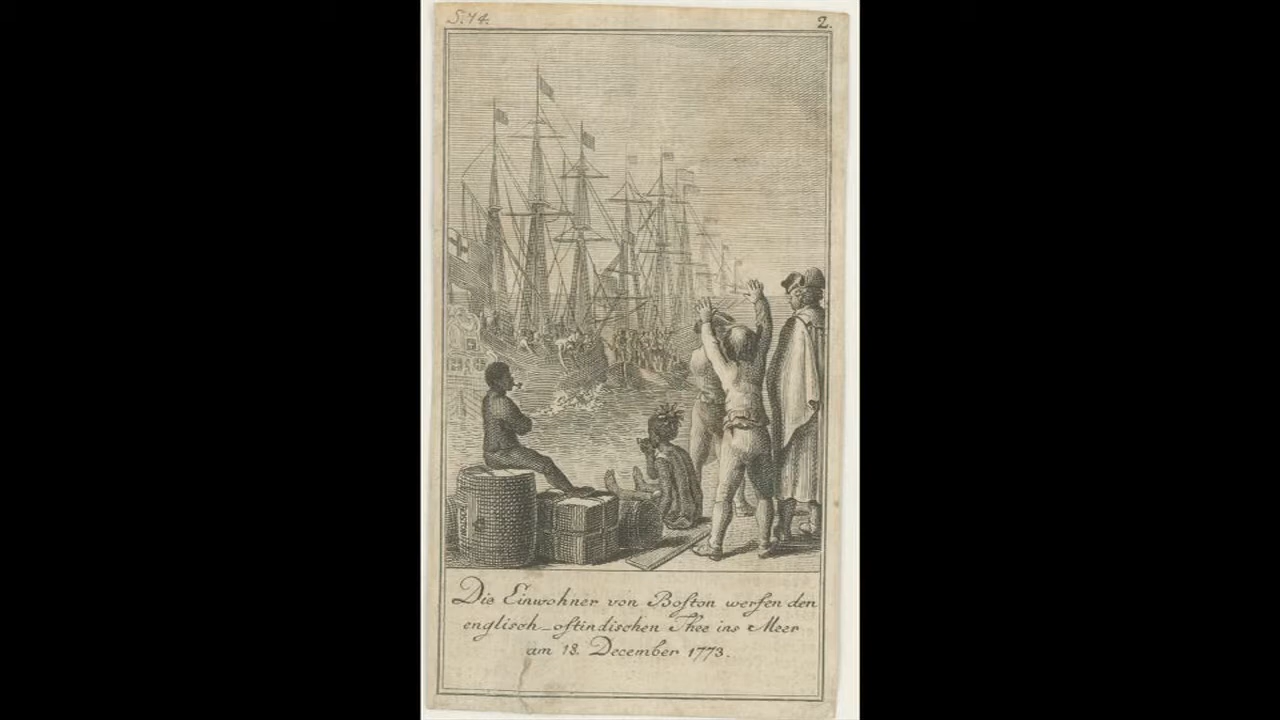 S. 74.
2.
Die Einwohner von Boſton werfen den
engliſch-oſtindiſchen Thee ins Meer
am 18. December 1773.